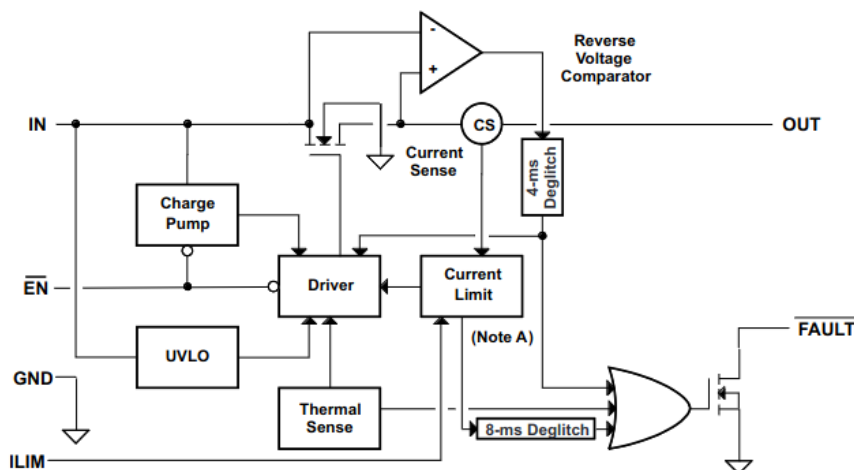 -
+
Reverse
Voltage
Comparator
IN
CS
OUT
Current
Sense
4-ms
Deglitch
Charge
Pump
EN
Driver
Current
Limit
(Note A)
FAULT
UVLO
GND
Thermal
Sense
8-ms Deglitch
ILIM